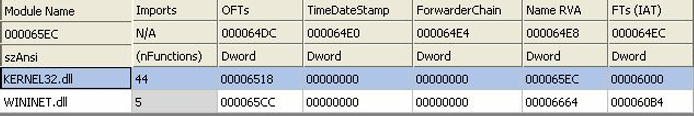 Module Name Imports OFTs TimeDateStamp ForwarderChain Name RVA FTs (IAT)
000065EC N/A 000064DC 000064E0 000064E4 000064E8 000064EC
szAnsi (nFunctions) Dword Dword Dword Dword Dword
KERNEL32.dll 44 00006518 00000000 00000000 000065EC 00006000
WININET.dll 5 000065CC 00000000 00000000 00006664 000060B4